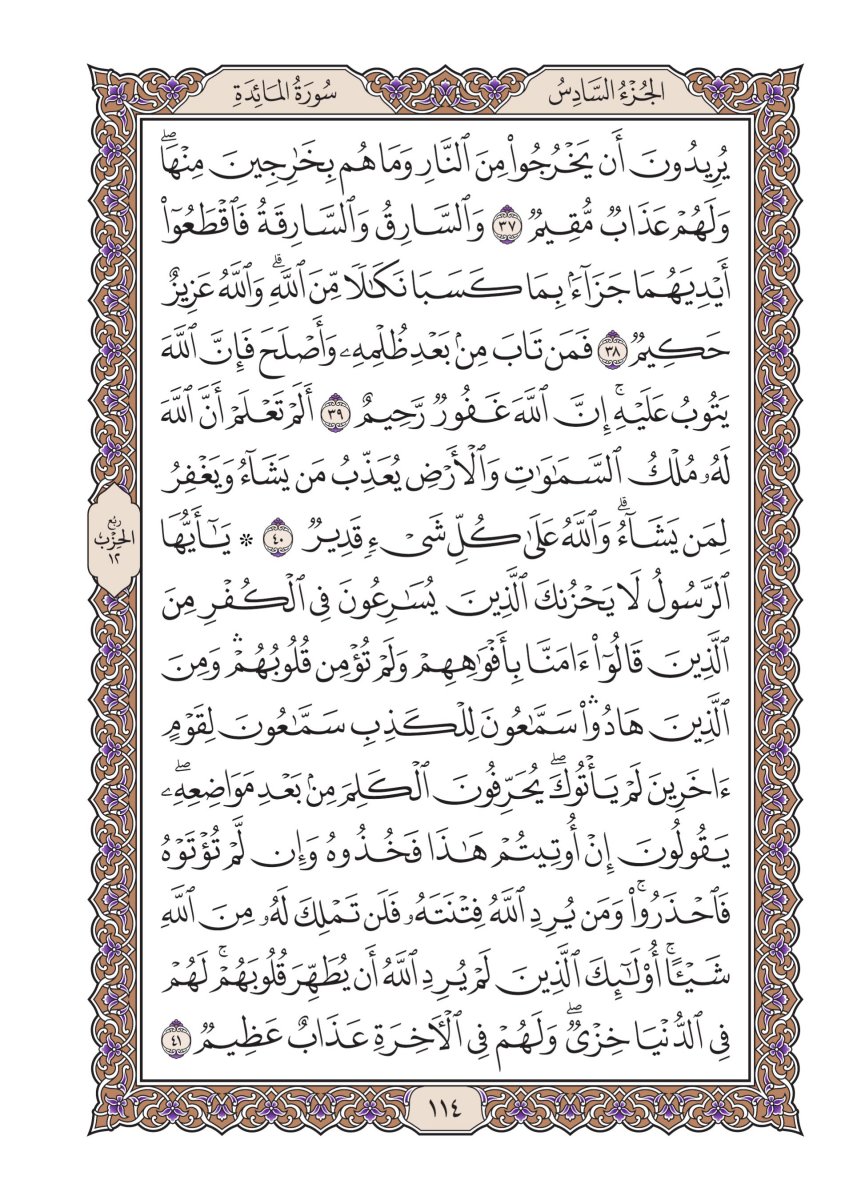 الجُزْءُ السَّادِسُ
سُورَةُ المَائِدَةِ
يُرِيدُونَ أَن يَخْرُجُوا۟ مِنَ ٱلنَّارِ وَمَا هُم بِخَٰرِجِينَ مِنْهَاۖ
وَلَهُمْ عَذَابٌ مُّقِيمٌ ٣٧ وَٱلسَّارِقُ وَٱلسَّارِقَةُ فَٱقْطَعُوٓا۟
أَيْدِيَهُمَا جَزَآءَۢ بِمَا كَسَبَا نَكَٰلًا مِّنَ ٱللَّهِۗ وَٱللَّهُ عَزِيزٌ
حَكِيمٌ ٣٨ فَمَن تَابَ مِنۢ بَعْدِ ظُلْمِهِۦ وَأَصْلَحَ فَإِنَّ ٱللَّهَ
يَتُوبُ عَلَيْهِۚ إِنَّ ٱللَّهَ غَفُورٌ رَّحِيمٌ ٣٩ أَلَمْ تَعْلَمْ أَنَّ ٱللَّهَ
لَهُۥ مُلْكُ ٱلسَّمَٰوَٰتِ وَٱلْأَرْضِ يُعَذِّبُ مَن يَشَآءُ وَيَغْفِرُ
لِمَن يَشَآءُۗ وَٱللَّهُ عَلَىٰ كُلِّ شَىْءٍ قَدِيرٌ ٤٠ * يَٰٓأَيُّهَا
ٱلرَّسُولُ لَا يَحْزُنكَ ٱلَّذِينَ يُسَٰرِعُونَ فِى ٱلْكُفْرِ مِنَ
ٱلَّذِينَ قَالُوٓا۟ ءَامَنَّا بِأَفْوَٰهِهِمْ وَلَمْ تُؤْمِن قُلُوبُهُمْۛ وَمِنَ
ٱلَّذِينَ هَادُوا۟ۛ سَمَّٰعُونَ لِلْكَذِبِ سَمَّٰعُونَ لِقَوْمٍ
ءَاخَرِينَ لَمْ يَأْتُوكَۖ يُحَرِّفُونَ ٱلْكَلِمَ مِنۢ بَعْدِ مَوَاضِعِهِۦۖ
يَقُولُونَ إِنْ أُوتِيتُمْ هَٰذَا فَخُذُوهُ وَإِن لَّمْ تُؤْتَوْهُ
فَٱحْذَرُوا۟ۚ وَمَن يُرِدِ ٱللَّهُ فِتْنَتَهُۥ فَلَن تَمْلِكَ لَهُۥ مِنَ ٱللَّهِ
شَيْـًٔاۚ أُو۟لَٰٓئِكَ ٱلَّذِينَ لَمْ يُرِدِ ٱللَّهُ أَن يُطَهِّرَ قُلُوبَهُمْۚ لَهُمْ
فِى ٱلدُّنْيَا خِزْىٌۖ وَلَهُمْ فِى ٱلْأَخِرَةِ عَذَابٌ عَظِيمٌ ٤١
رُبْع
الحِزْب
١٢
١١٤